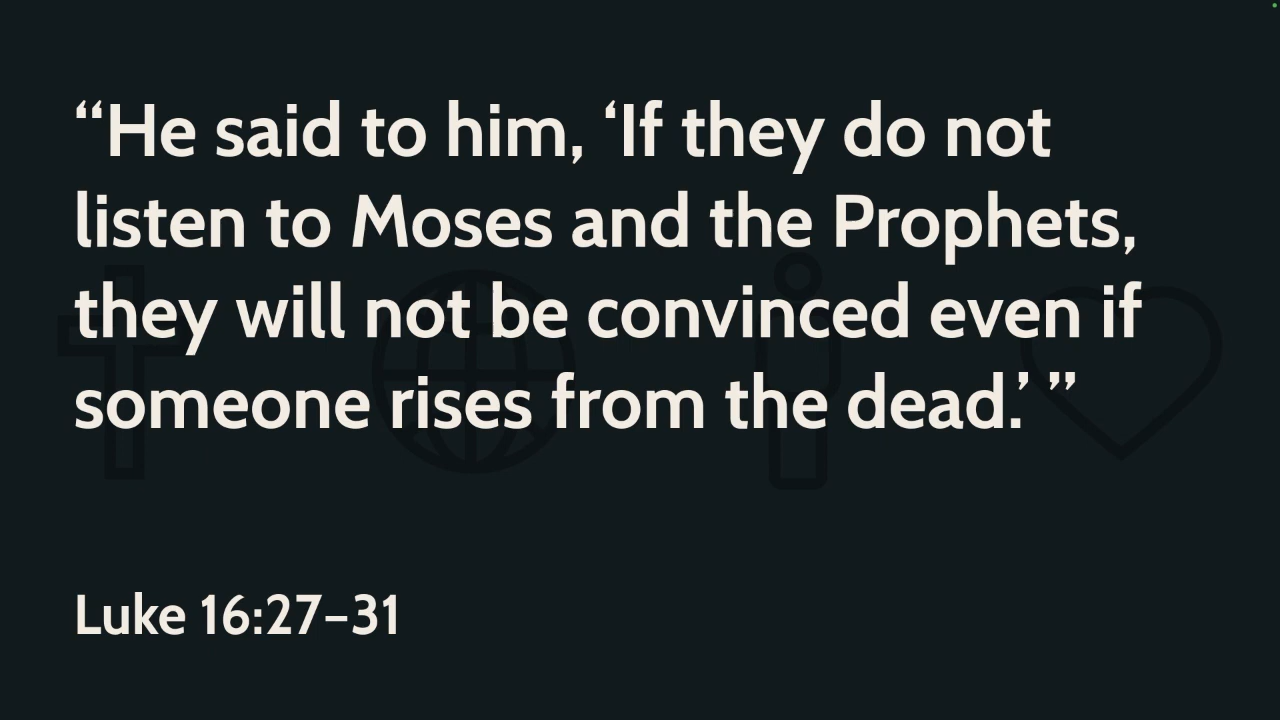 “He said to him, ‘If they do not
listen to Moses and the Prophets,
they will not be convinced even if
someone rises from the dead.’ ”
Luke 16:27–31